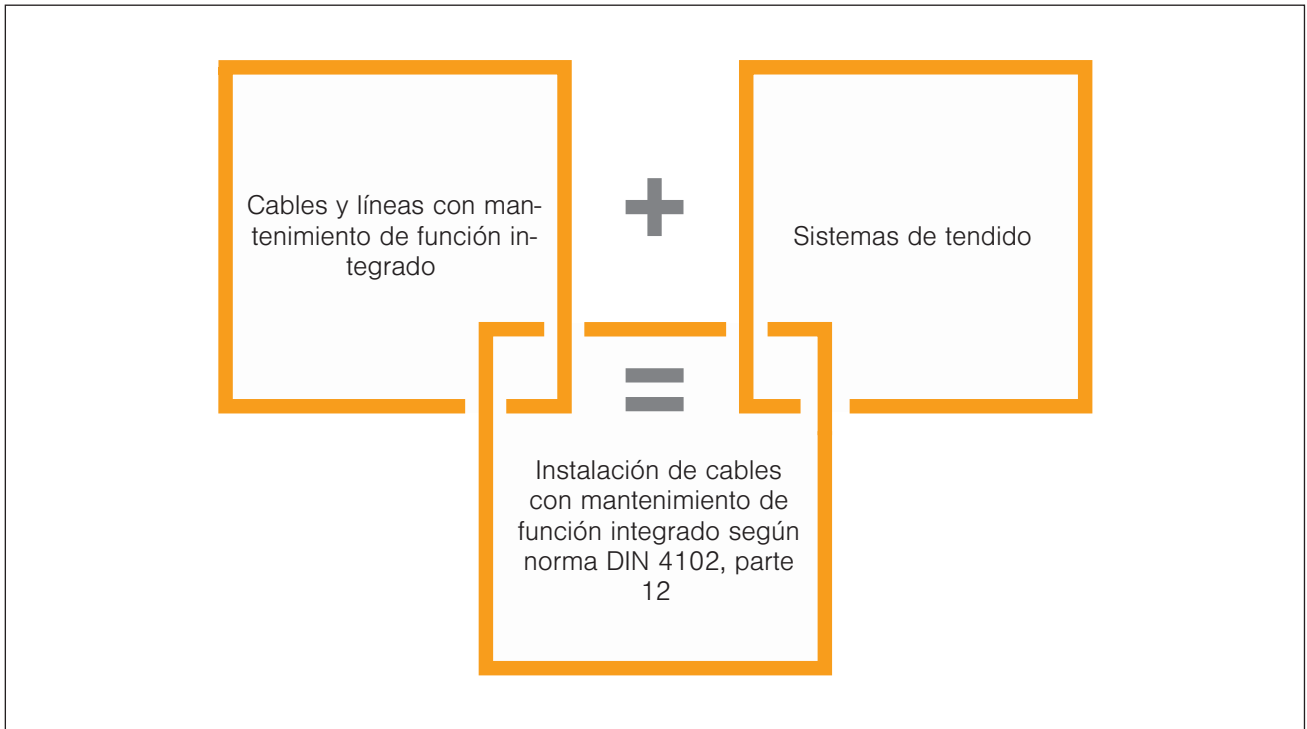 Cables y líneas con man-
tenimiento de función in-
tegrado
+
Sistemas de tendido
=
Instalación de cables
con mantenimiento de
función integrado según
norma DIN 4102, parte
12